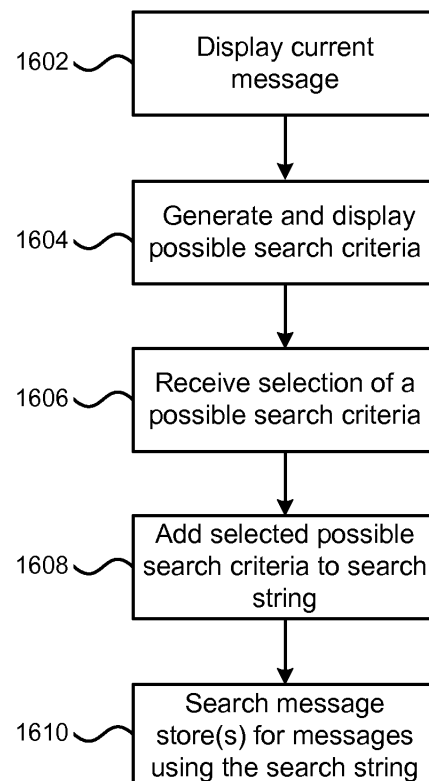 1602
Display current
message
1604
Generate and display
possible search criteria
1606
Receive selection of a
possible search criteria
1608
Add selected possible
search criteria to search
string
1610
Search message
store(s) for messages
using the search string